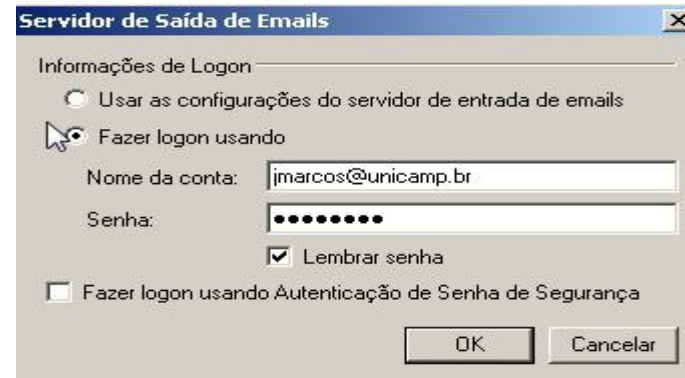 Servidor de Saída de Emails
Informações de Logon
Usar as configurações do servidor de entrada de emails
Fazer logon usando
Nome da conta: jmarcos@unicamp.br
Senha: ●●●●●●●●
Lembrar senha
Fazer logon usando Autenticação de Senha de Segurança
OK Cancelar